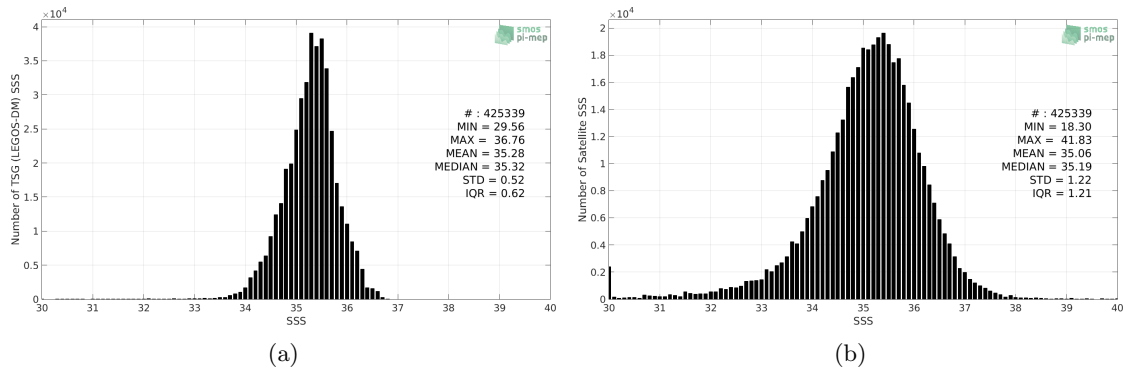 ×10⁴
smos
pi-mep
Number of TSG (LEGOS-DM) SSS
4
3.5
3
2.5
2
1.5
1
0.5
0
# : 425339
MIN = 29.56
MAX = 36.76
MEAN = 35.28
MEDIAN = 35.32
STD = 0.52
IQR = 0.62
30 31 32 33 34 35 36 37 38 39 40
SSS
(a)
×10⁴
smos
pi-mep
Number of Satellite SSS
2
1.8
1.6
1.4
1.2
1
0.8
0.6
0.4
0.2
0
# : 425339
MIN = 18.30
MAX = 41.83
MEAN = 35.06
MEDIAN = 35.19
STD = 1.22
IQR = 1.21
30 31 32 33 34 35 36 37 38 39 40
SSS
(b)